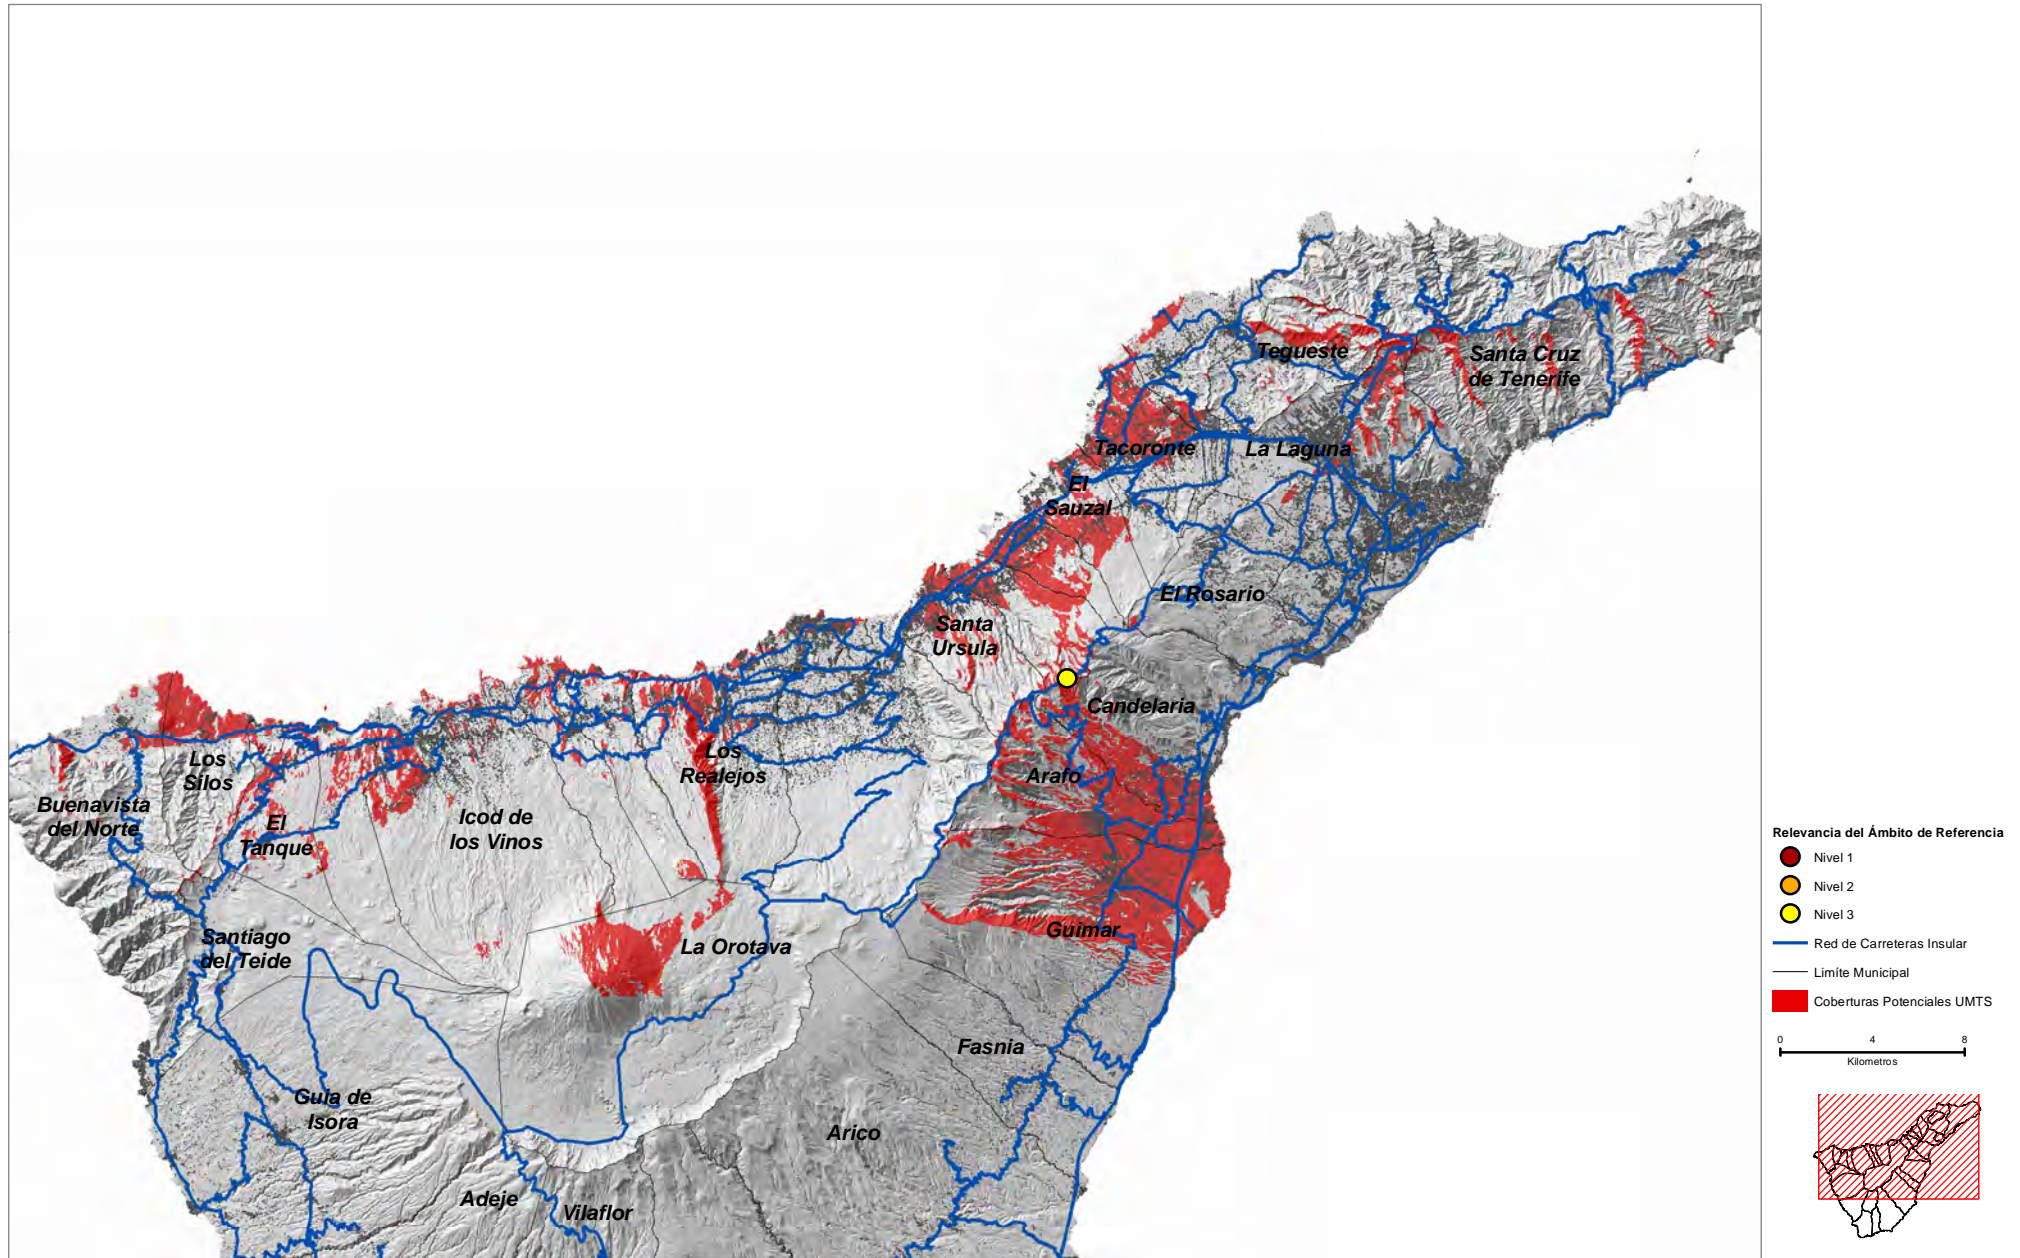 Tegueste
Santa Cruz
de Tenerife
Tacoronte
La Laguna
El
Sauzal
El Rosario
Santa
Ursula
Candelaria
Los
Silos
Los
Realejos
Arafo
Buenavista
del Norte
Icod de
los Vinos
El
Tanque
Guimar
Santiago
del Teide
La Orotava
Fasnia
Guia de
Isora
Arico
Adeje
Vilaflor
Relevancia del Ámbito de Referencia
Nivel 1
Nivel 2
Nivel 3
Red de Carreteras Insular
Limíte Municipal
Coberturas Potenciales UMTS
0 4 8
Kilometros